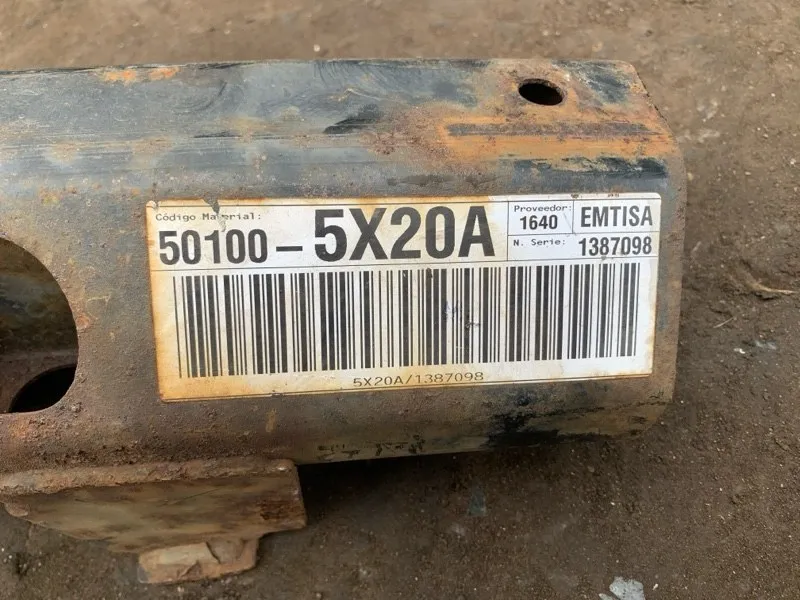 Código Material:
50100-5X20A
Proveedor:
1640
EMTISA
N. Serie:
1387098
5X20A/1387098